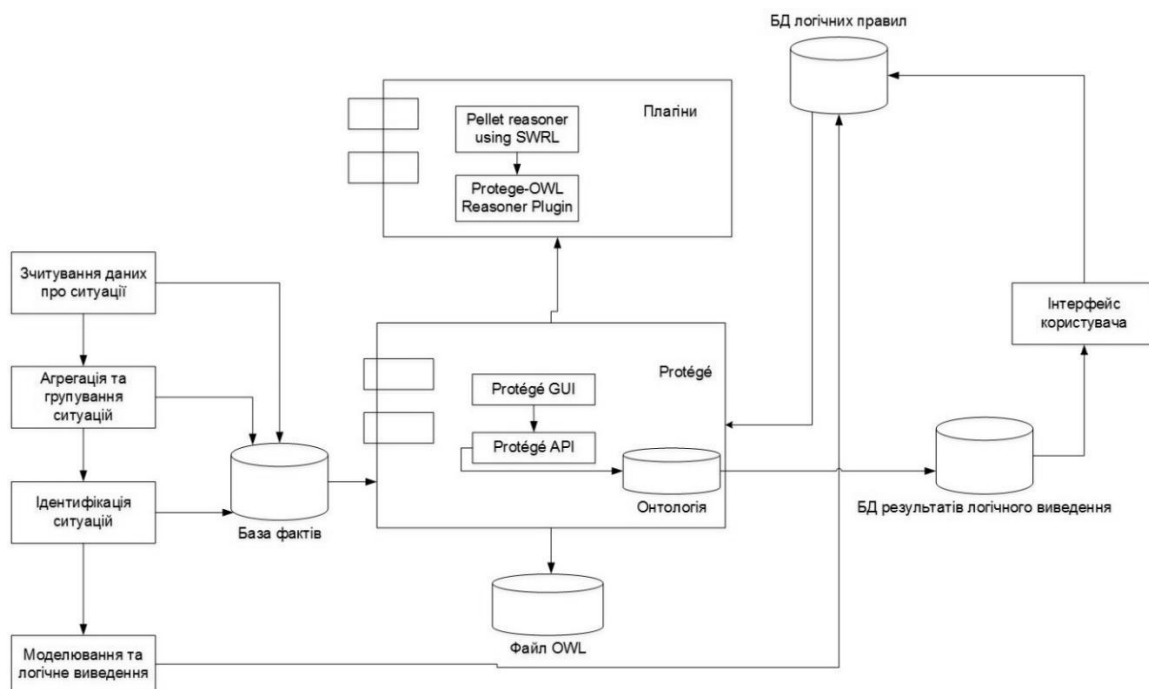 БД логічних правил
Плагіни
Pellet reasoner
using SWRL
Protege-OWL
Reasoner Plugin
Зчитування даних
про ситуації
Агрегація та
групування
ситуацій
Ідентифікація
ситуацій
Моделювання та
логічне виведення
База фактів
Protégé
Protégé GUI
Protégé API
Онтологія
Файл OWL
БД результатів логічного виведення
Інтерфейс
користувача